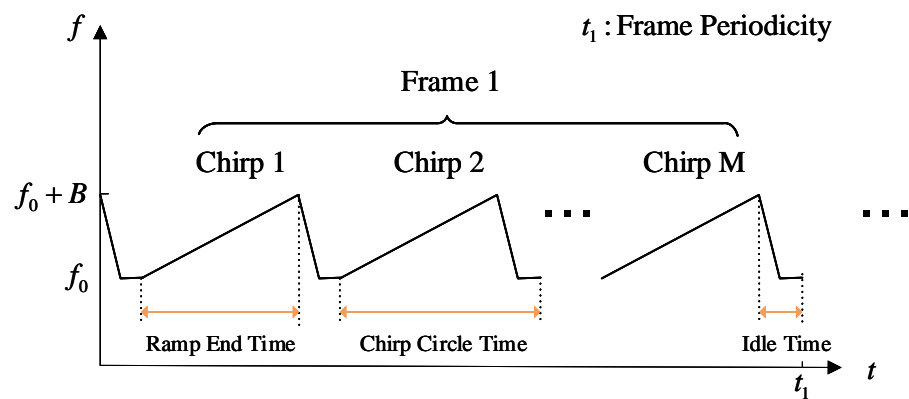 f
t₁ : Frame Periodicity
Frame 1
Chirp 1 Chirp 2 Chirp M
f₀ + B
...
...
f₀
Ramp End Time Chirp Circle Time Idle Time
t₁
t